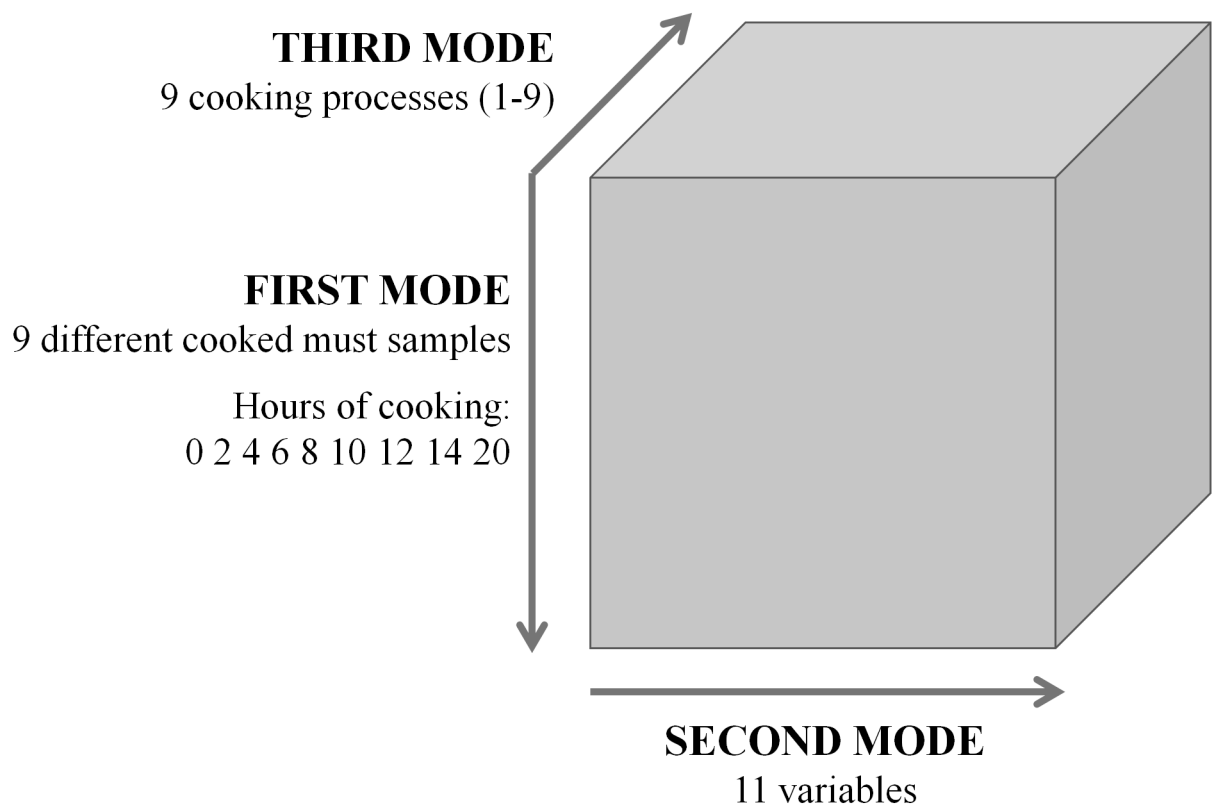 THIRD MODE
9 cooking processes (1-9)
FIRST MODE
9 different cooked must samples
Hours of cooking:
0 2 4 6 8 10 12 14 20
SECOND MODE
11 variables